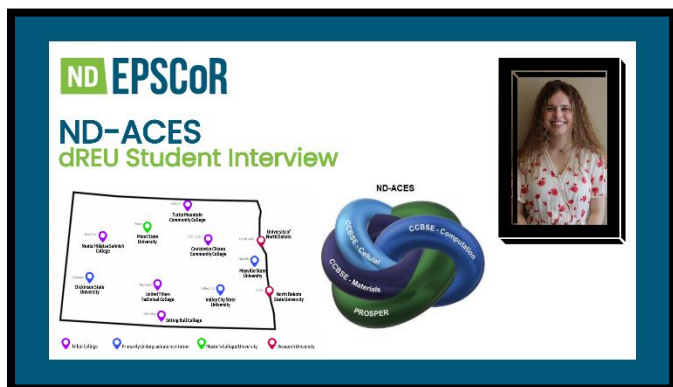 ND EPSCoR
ND-ACES
dREU Student Interview
Turtle Mountain
Community College
Minot State
University
University of
North Dakota
Nueta Hidatsa Sahnish
College
Cankdeska Cikana
Community College
Mayville State
University
Dickinson State
University
United Tribes
Technical College
Valley City State
University
North Dakota
State University
Sitting Bull College
Tribal College
Primarily Undergraduate Institution
Master's College/University
Research University
ND-ACES
CCBSE - Cellular
CCBSE - Computation
CCBSE - Materials
PROSPER